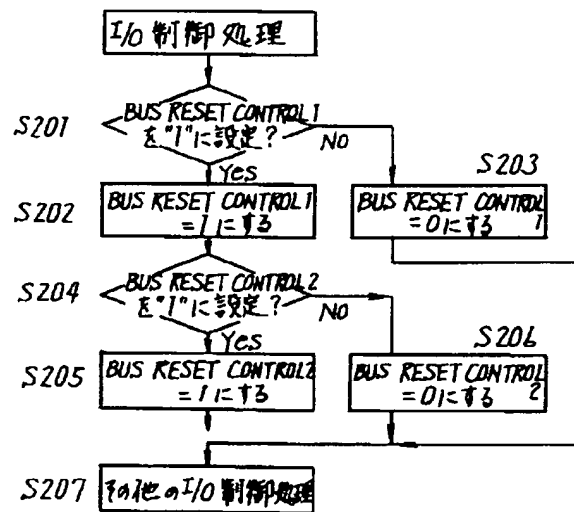 I/O 制御処理
S201
BUS RESET CONTROL1
を"1"に設定?
NO
Yes
S203
S202
BUS RESET CONTROL1
=1にする
BUS RESET CONTROL
1
=0にする
S204
BUS RESET CONTROL2
を"1"に設定?
NO
Yes
S206
S205
BUS RESET CONTROL2
=1にする
BUS RESET CONTROL
2
=0にする
S207
その他のI/O制御処理